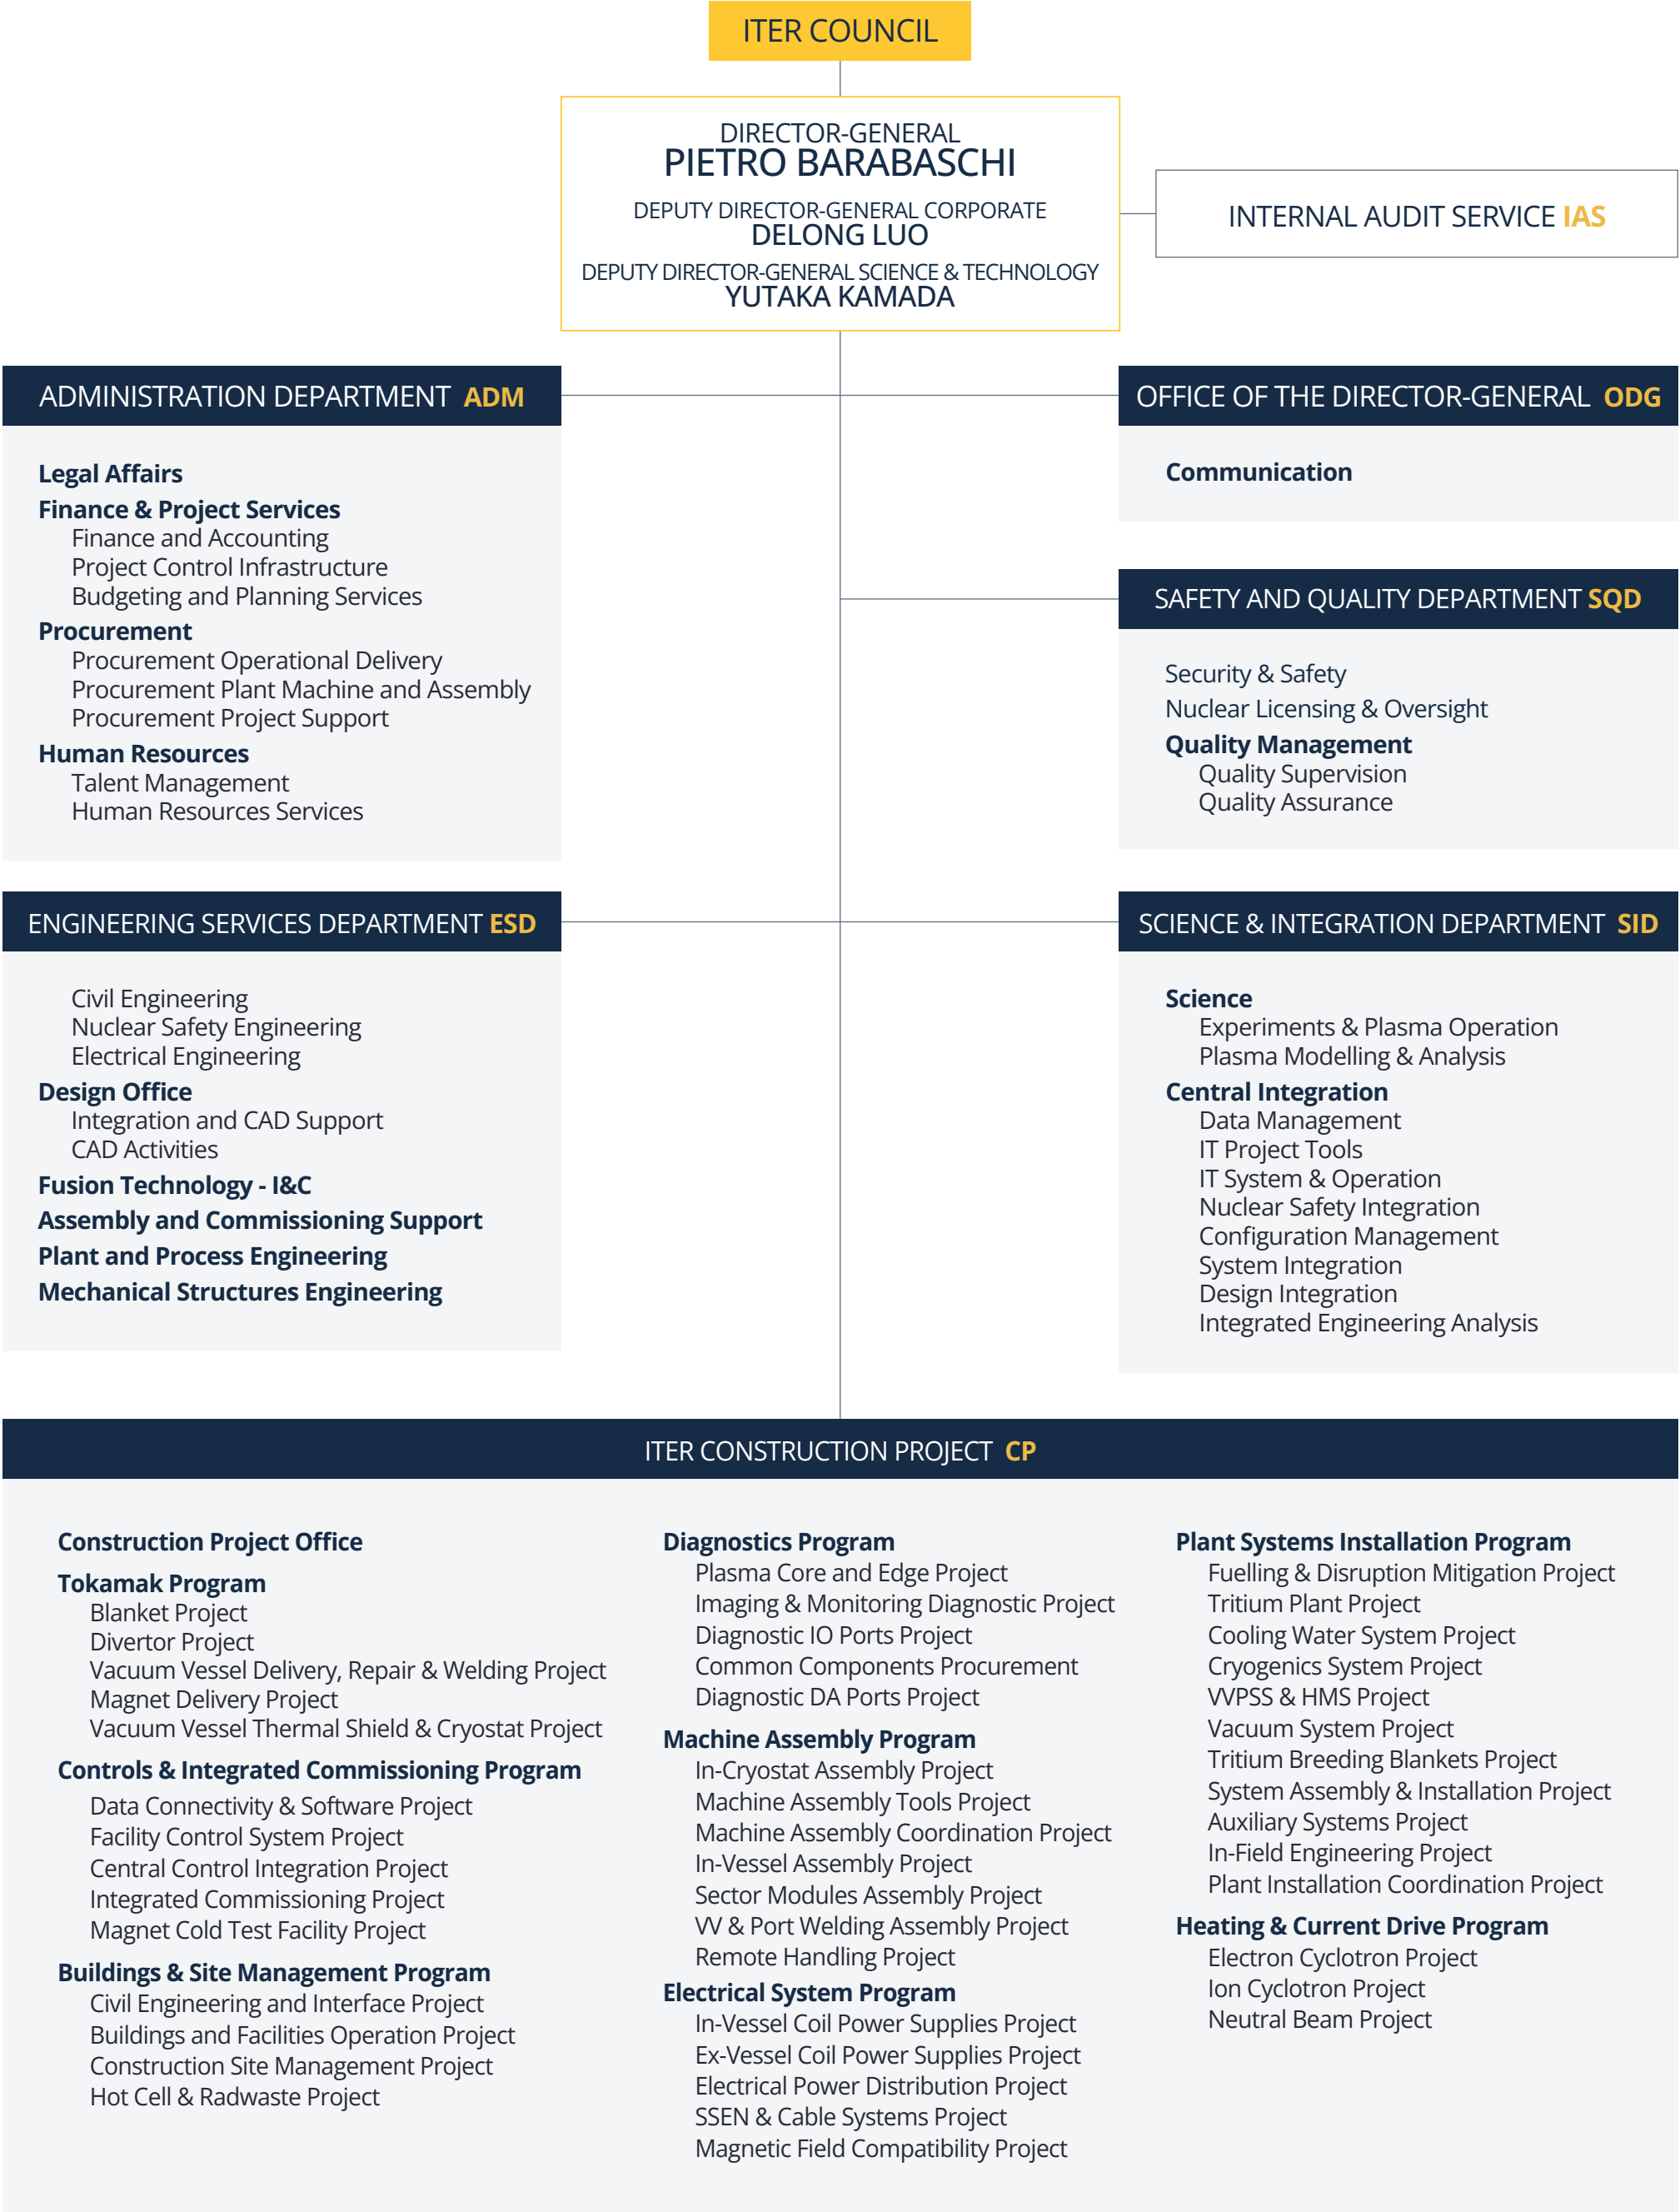 ITER COUNCIL
DIRECTOR-GENERAL
PIETRO BARABASCHI
DEPUTY DIRECTOR-GENERAL CORPORATE
DELONG LUO
DEPUTY DIRECTOR-GENERAL SCIENCE & TECHNOLOGY
YUTAKA KAMADA
INTERNAL AUDIT SERVICE IAS
ADMINISTRATION DEPARTMENT ADM
Legal Affairs
Finance & Project Services
Finance and Accounting
Project Control Infrastructure
Budgeting and Planning Services
Procurement
Procurement Operational Delivery
Procurement Plant Machine and Assembly
Procurement Project Support
Human Resources
Talent Management
Human Resources Services
OFFICE OF THE DIRECTOR-GENERAL ODG
Communication
SAFETY AND QUALITY DEPARTMENT SQD
Security & Safety
Nuclear Licensing & Oversight
Quality Management
Quality Supervision
Quality Assurance
ENGINEERING SERVICES DEPARTMENT ESD
Civil Engineering
Nuclear Safety Engineering
Electrical Engineering
Design Office
Integration and CAD Support
CAD Activities
Fusion Technology - I&C
Assembly and Commissioning Support
Plant and Process Engineering
Mechanical Structures Engineering
SCIENCE & INTEGRATION DEPARTMENT SID
Science
Experiments & Plasma Operation
Plasma Modelling & Analysis
Central Integration
Data Management
IT Project Tools
IT System & Operation
Nuclear Safety Integration
Configuration Management
System Integration
Design Integration
Integrated Engineering Analysis
ITER CONSTRUCTION PROJECT CP
Construction Project Office
Tokamak Program
Blanket Project
Divertor Project
Vacuum Vessel Delivery, Repair & Welding Project
Magnet Delivery Project
Vacuum Vessel Thermal Shield & Cryostat Project
Controls & Integrated Commissioning Program
Data Connectivity & Software Project
Facility Control System Project
Central Control Integration Project
Integrated Commissioning Project
Magnet Cold Test Facility Project
Buildings & Site Management Program
Civil Engineering and Interface Project
Buildings and Facilities Operation Project
Construction Site Management Project
Hot Cell & Radwaste Project
Diagnostics Program
Plasma Core and Edge Project
Imaging & Monitoring Diagnostic Project
Diagnostic IO Ports Project
Common Components Procurement
Diagnostic DA Ports Project
Machine Assembly Program
In-Cryostat Assembly Project
Machine Assembly Tools Project
Machine Assembly Coordination Project
In-Vessel Assembly Project
Sector Modules Assembly Project
VV & Port Welding Assembly Project
Remote Handling Project
Electrical System Program
In-Vessel Coil Power Supplies Project
Ex-Vessel Coil Power Supplies Project
Electrical Power Distribution Project
SSEN & Cable Systems Project
Magnetic Field Compatibility Project
Plant Systems Installation Program
Fuelling & Disruption Mitigation Project
Tritium Plant Project
Cooling Water System Project
Cryogenics System Project
VVPSS & HMS Project
Vacuum System Project
Tritium Breeding Blankets Project
System Assembly & Installation Project
Auxiliary Systems Project
In-Field Engineering Project
Plant Installation Coordination Project
Heating & Current Drive Program
Electron Cyclotron Project
Ion Cyclotron Project
Neutral Beam Project